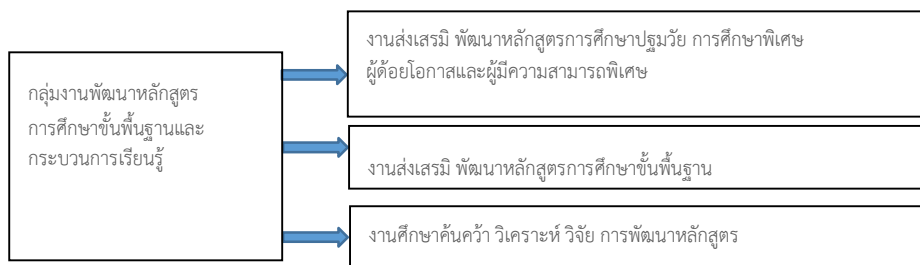 กลุ่มงานพัฒนาหลักสูตร
การศึกษาขั้นพื้นฐานและ
กระบวนการเรียนรู้
งานส่งเสริม พัฒนาหลักสูตรการศึกษาปฐมวัย การศึกษาพิเศษ
ผู้ด้อยโอกาสและผู้มีความสามารถพิเศษ
งานส่งเสริม พัฒนาหลักสูตรการศึกษาขั้นพื้นฐาน
งานศึกษาค้นคว้า วิเคราะห์ วิจัย การพัฒนาหลักสูตร